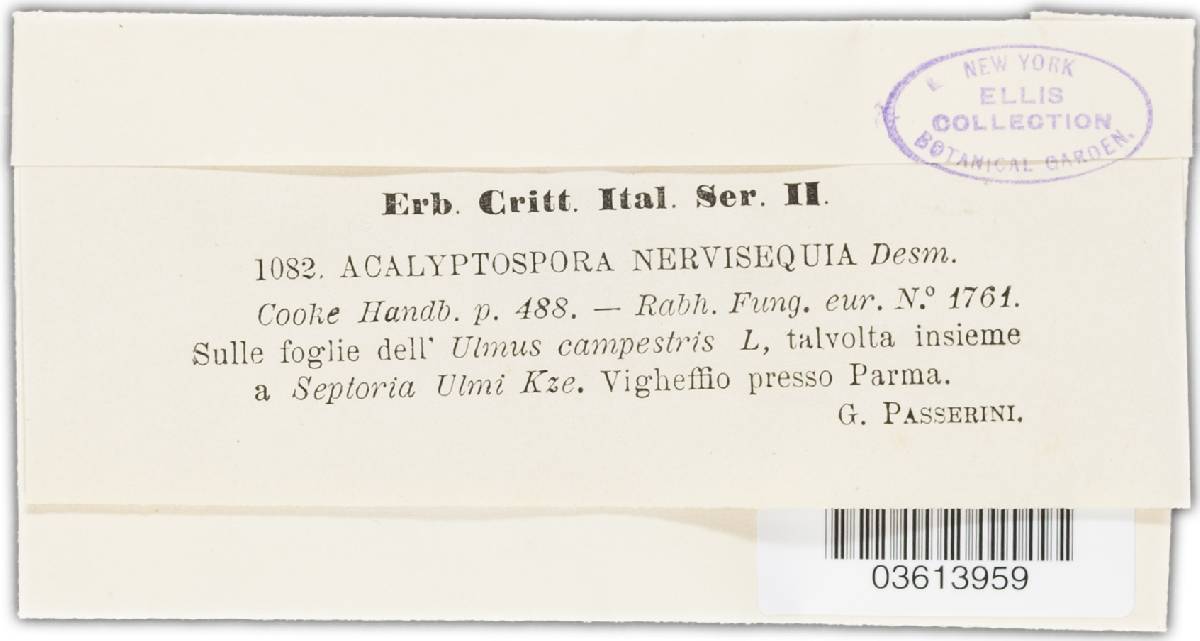 NEW YORK
ELLIS
COLLECTION
BOTANICAL GARDEN.
Erb. Critt. Ital. Ser. II.
1082. ACALYPTOSPORA NERVISEQUIA Desm.
Cooke Handb. p. 488. — Rabh. Fung. eur. N.º 1761.
Sulle foglie dell' Ulmus campestris L, talvolta insieme
a Septoria Ulmi Kze. Vigheffio presso Parma.
G. PASSERINI.
03613959